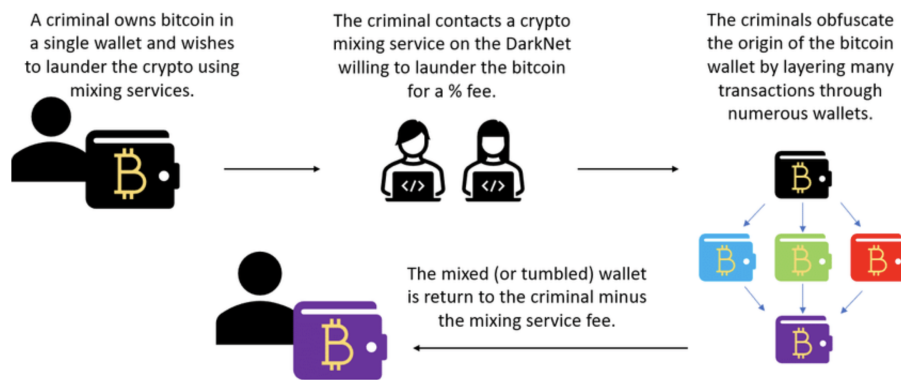 A criminal owns bitcoin in
a single wallet and wishes
to launder the crypto using
mixing services.
The criminal contacts a crypto
mixing service on the DarkNet
willing to launder the bitcoin
for a % fee.
The criminals obfuscate
the origin of the bitcoin
wallet by layering many
transactions through
numerous wallets.
The mixed (or tumbled) wallet
is return to the criminal minus
the mixing service fee.